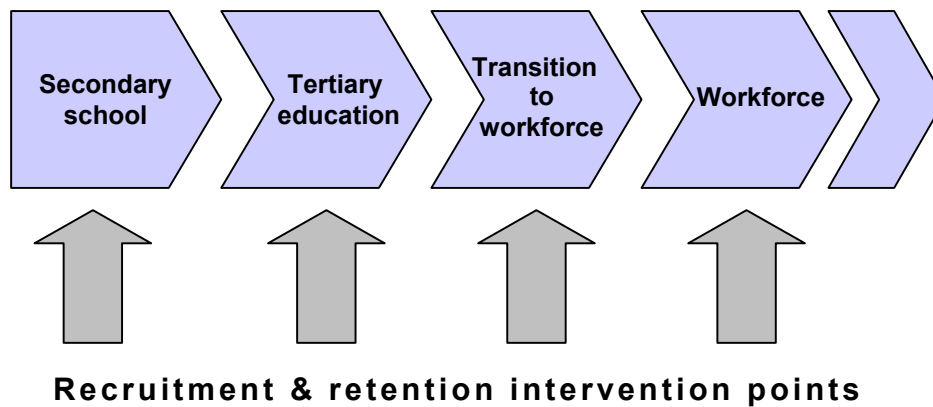 Secondary
school
Tertiary
education
Transition
to
workforce
Workforce
Recruitment & retention intervention points